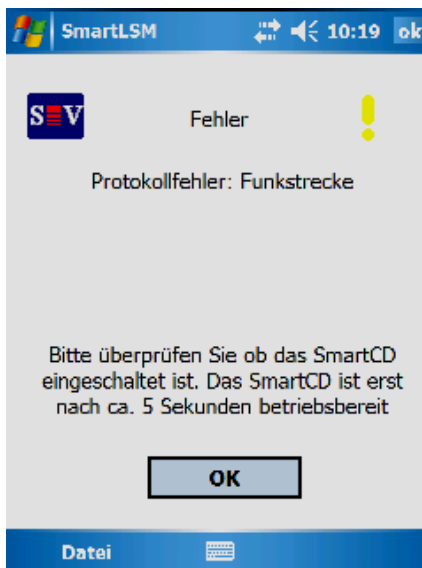 SmartLSM 10:19 ok
SV
Fehler
Protokollfehler: Funkstrecke
Bitte überprüfen Sie ob das SmartCD
eingeschaltet ist. Das SmartCD ist erst
nach ca. 5 Sekunden betriebsbereit
OK
Datei